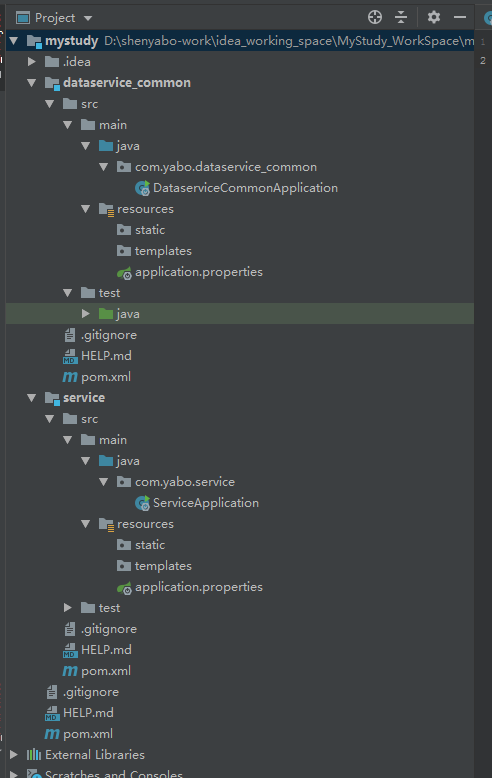 Project
mystudy D:\shenyabo-work\idea_working_space\MyStudy_WorkSpace\m
1
.idea
2
dataservice_common
src
main
java
com.yabo.dataservice_common
DataserviceCommonApplication
resources
static
templates
application.properties
test
java
.gitignore
HELP.md
pom.xml
service
src
main
java
com.yabo.service
ServiceApplication
resources
static
templates
application.properties
test
.gitignore
HELP.md
pom.xml
.gitignore
HELP.md
pom.xml
External Libraries
Scratches and Consoles